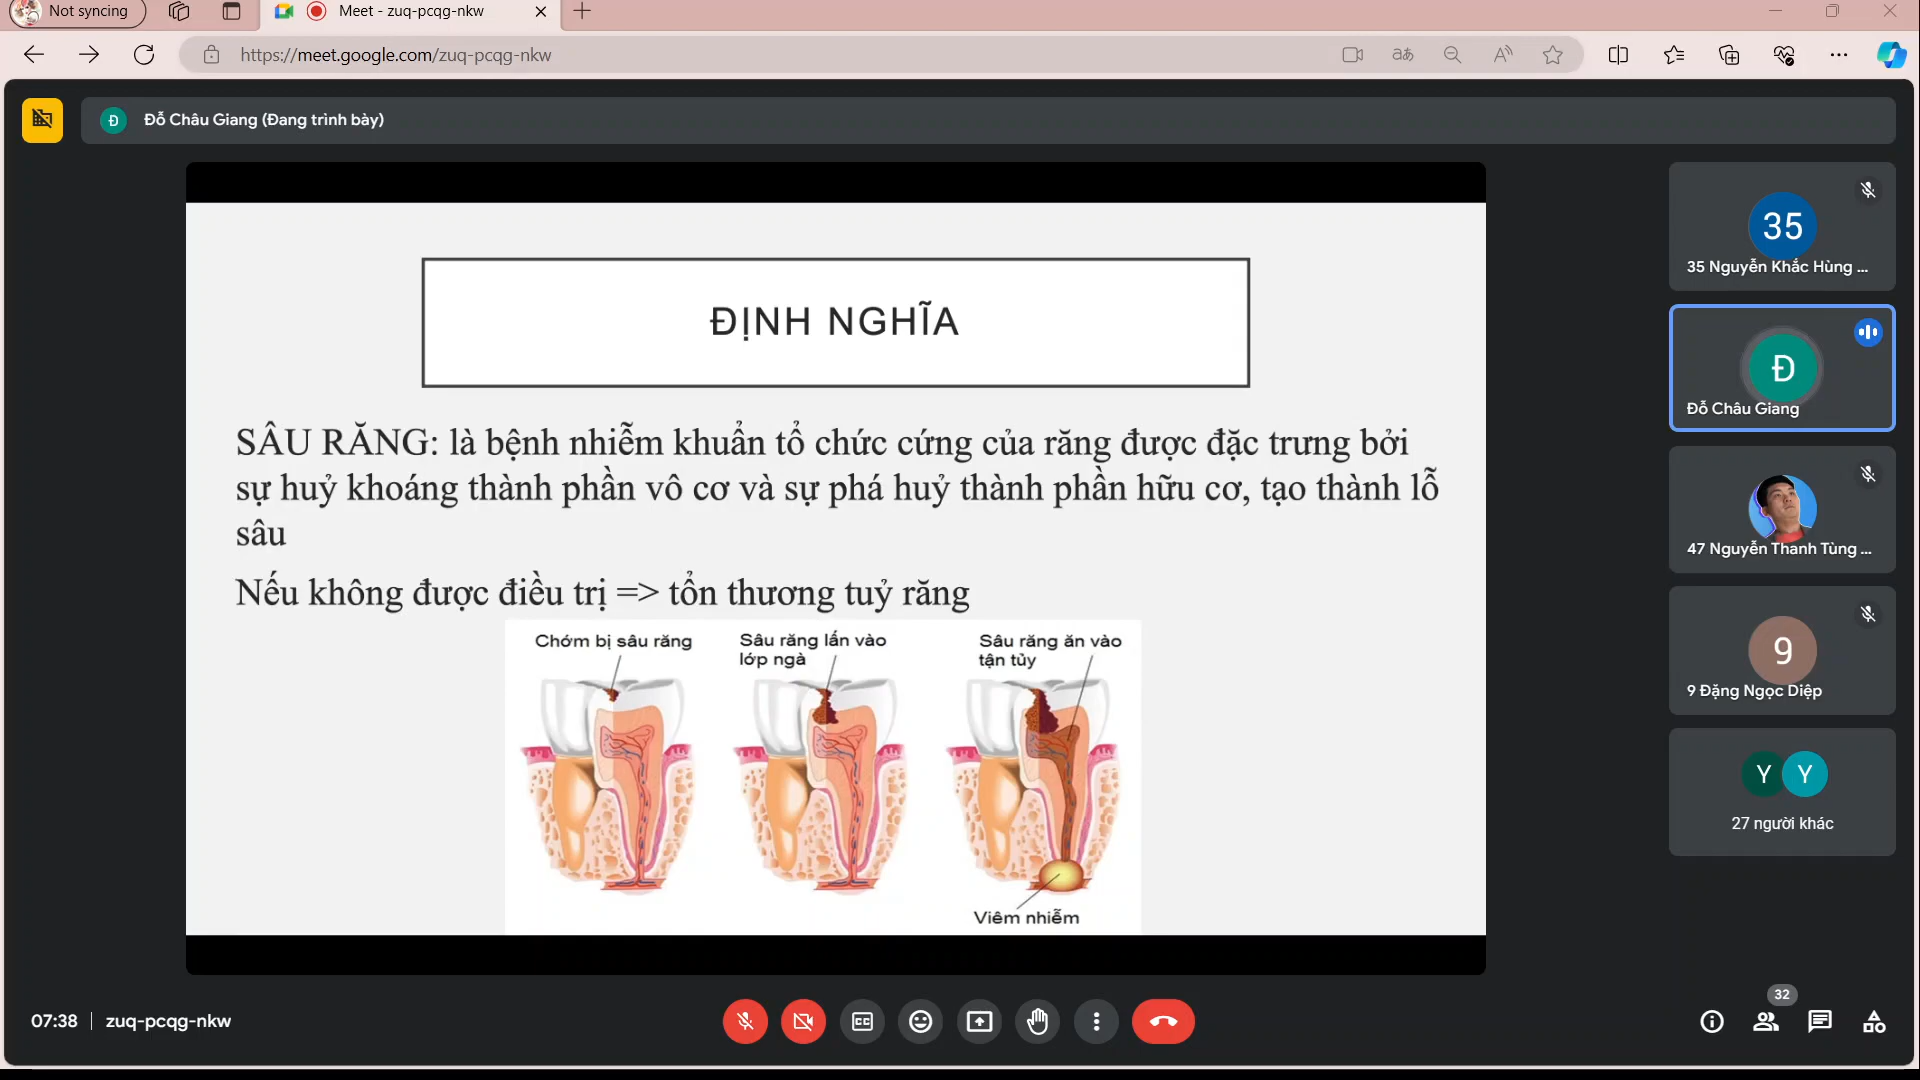 Not syncing
Meet - zuq-pcqg-nkw
https://meet.google.com/zuq-pcqg-nkw
Đ
Đỗ Châu Giang (Đang trình bày)
ĐỊNH NGHĨA
SÂU RĂNG: là bệnh nhiễm khuẩn tổ chức cứng của răng được đặc trưng bởi
sự huỷ khoáng thành phần vô cơ và sự phá huỷ thành phần hữu cơ, tạo thành lỗ
sâu
Nếu không được điều trị => tổn thương tuỷ răng
Chớm bị sâu răng
Sâu răng lấn vào
lớp ngà
Sâu răng ăn vào
tận tủy
Viêm nhiễm
35
35 Nguyễn Khắc Hùng ...
Đ
Đỗ Châu Giang
47 Nguyễn Thanh Tùng ...
9
9 Đặng Ngọc Diệp
Y Y
27 người khác
07:38 | zuq-pcqg-nkw
CC
32